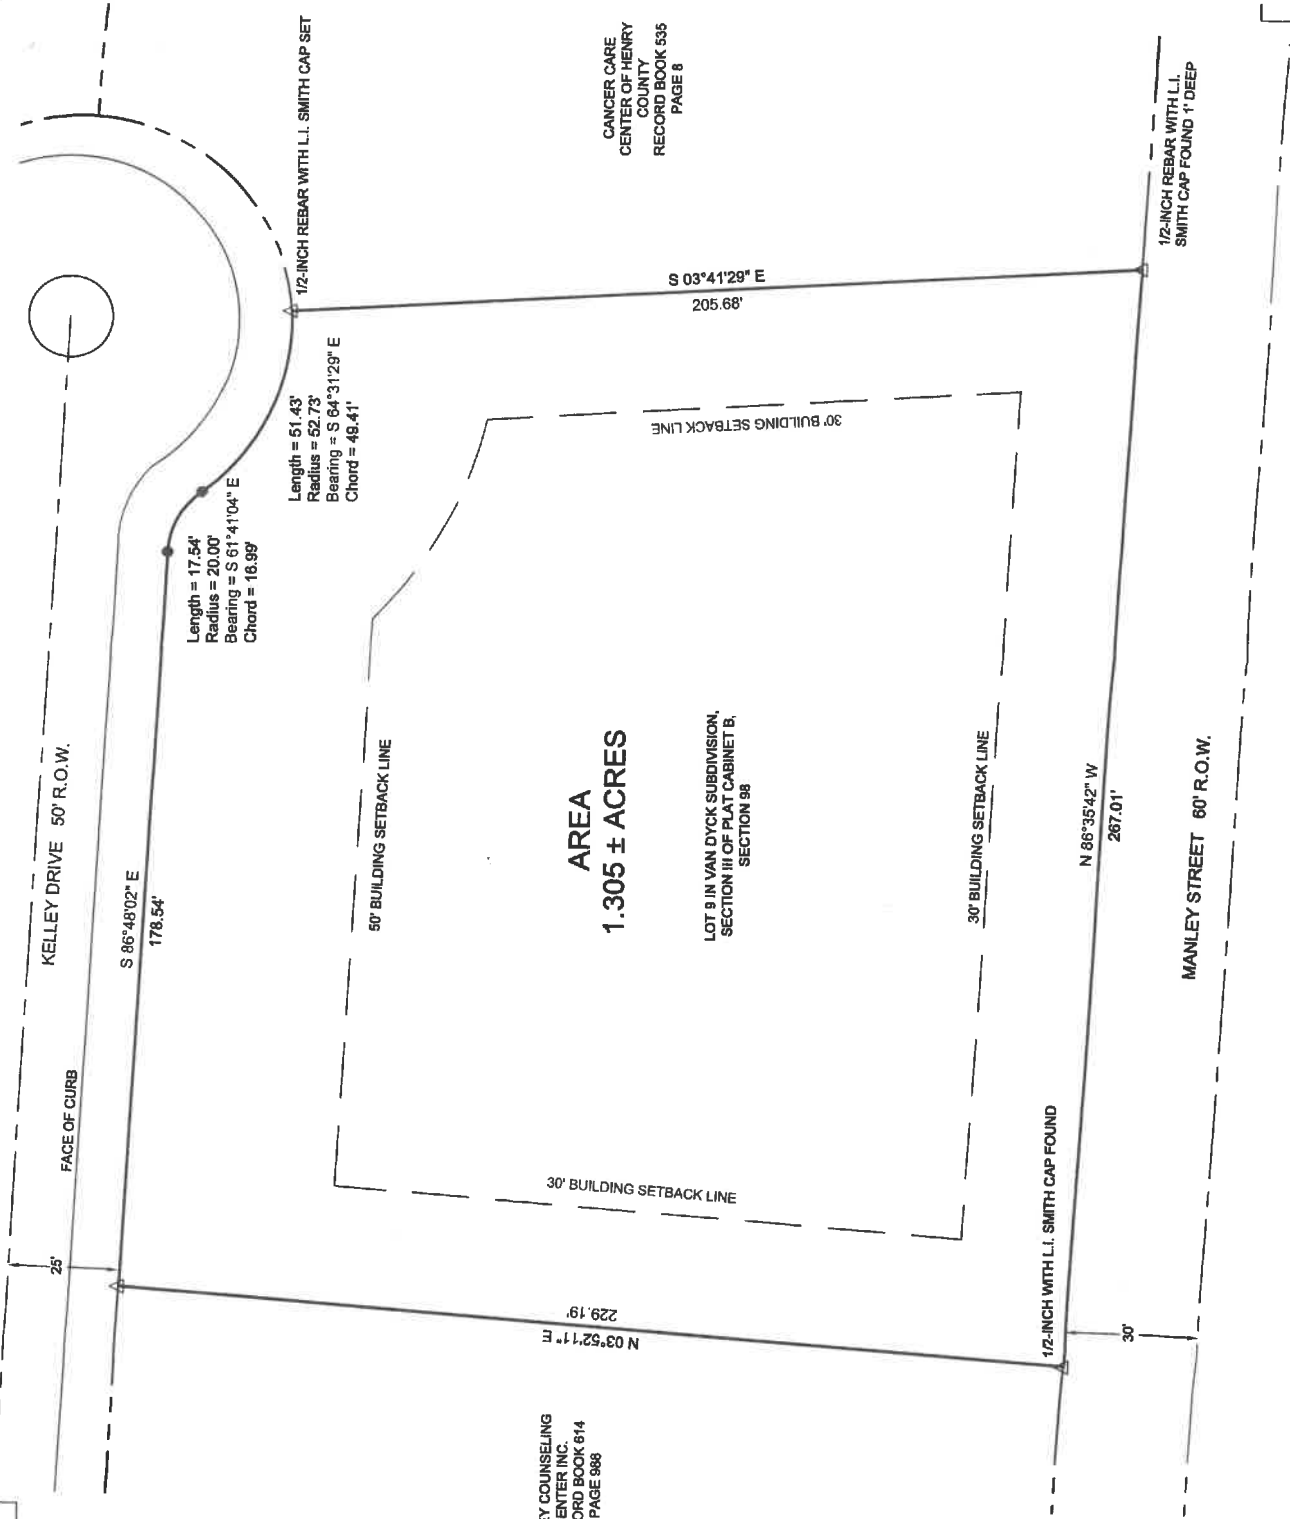 KELLEY DRIVE 50' R.O.W.
FACE OF CURB
25'
S 86°48'02" E
178.54'
Length = 17.54'
Radius = 20.00'
Bearing = S 61°41'04" E
Chord = 16.99'
Length = 51.43'
Radius = 52.73'
Bearing = S 64°31'29" E
Chord = 49.41'
1/2-INCH REBAR WITH L.I. SMITH CAP SET
CANCER CARE
CENTER OF HENRY
COUNTY
RECORD BOOK 535
PAGE 8
S 03°41'29" E
205.68'
30' BUILDING SETBACK LINE
50' BUILDING SETBACK LINE
AREA
1.305 ± ACRES
LOT 9 IN VAN DYCK SUBDIVISION,
SECTION III OF PLAT CABINET B,
SECTION 98
30' BUILDING SETBACK LINE
30' BUILDING SETBACK LINE
N 03°52'11" E
229.19'
EY COUNSELING
ENTER INC.
ORD BOOK 614
PAGE 988
1/2-INCH WITH L.I. SMITH CAP FOUND
30'
N 86°35'42" W
267.01'
MANLEY STREET 60' R.O.W.
1/2-INCH REBAR WITH L.I.
SMITH CAP FOUND 1' DEEP